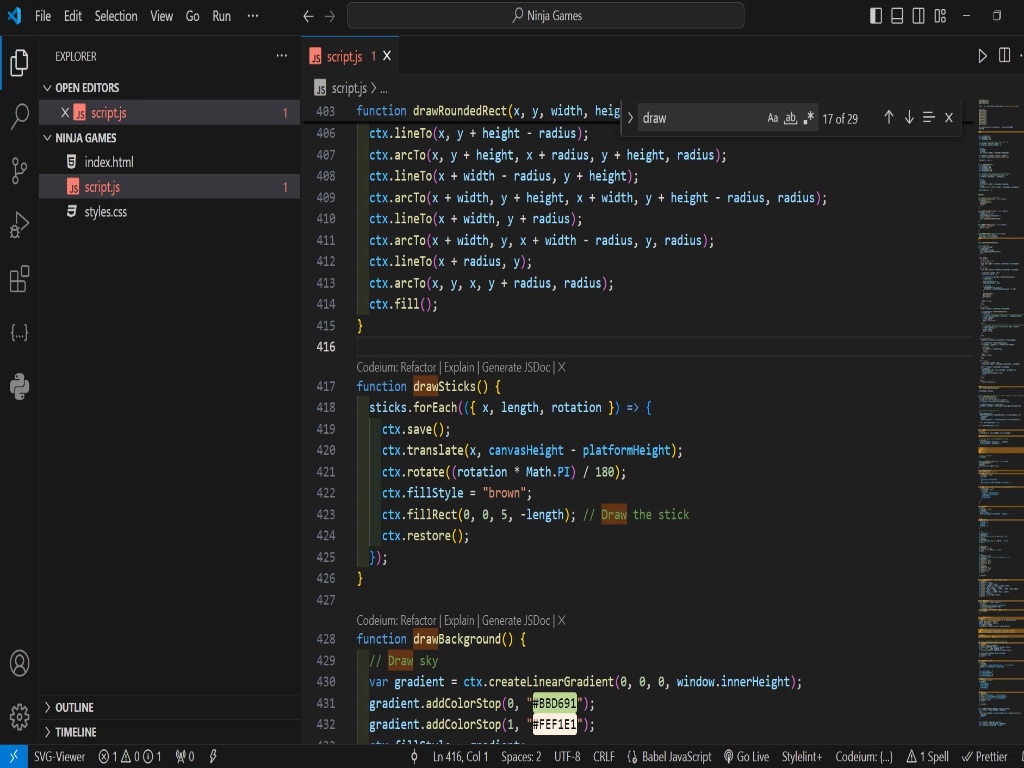 File Edit Selection View Go Run ···
Ninja Games
EXPLORER ···
OPEN EDITORS
JS script.js 1
NINJA GAMES
index.html
JS script.js 1
styles.css
OUTLINE
TIMELINE
JS script.js 1
JS script.js > ...
draw Aa ab .* 17 of 29
403 function drawRoundedRect(x, y, width, heig
406 ctx.lineTo(x, y + height - radius);
407 ctx.arcTo(x, y + height, x + radius, y + height, radius);
408 ctx.lineTo(x + width - radius, y + height);
409 ctx.arcTo(x + width, y + height, x + width, y + height - radius, radius);
410 ctx.lineTo(x + width, y + radius);
411 ctx.arcTo(x + width, y, x + width - radius, y, radius);
412 ctx.lineTo(x + radius, y);
413 ctx.arcTo(x, y, x, y + radius, radius);
414 ctx.fill();
415 }
416
Codeium: Refactor | Explain | Generate JSDoc | X
417 function drawSticks() {
418 sticks.forEach(({ x, length, rotation }) => {
419 ctx.save();
420 ctx.translate(x, canvasHeight - platformHeight);
421 ctx.rotate((rotation * Math.PI) / 180);
422 ctx.fillStyle = "brown";
423 ctx.fillRect(0, 0, 5, -length); // Draw the stick
424 ctx.restore();
425 });
426 }
427
Codeium: Refactor | Explain | Generate JSDoc | X
428 function drawBackground() {
429 // Draw sky
430 var gradient = ctx.createLinearGradient(0, 0, 0, window.innerHeight);
431 gradient.addColorStop(0, "#BBD691");
432 gradient.addColorStop(1, "#FEF1E1");
SVG-Viewer 1 0 1 0 Ln 416, Col 1 Spaces: 2 UTF-8 CRLF {} Babel JavaScript Go Live Stylelint+ Codeium: {...} 1 Spell Prettier